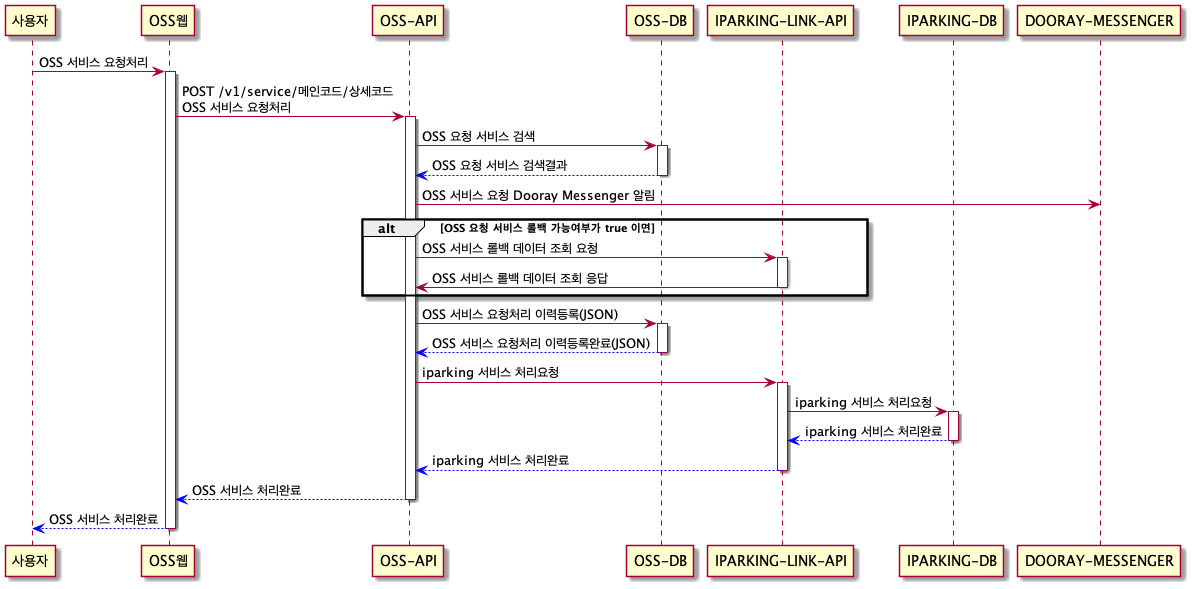 사용자
OSS웹
OSS-API
OSS-DB
IPARKING-LINK-API
IPARKING-DB
DOORAY-MESSENGER
OSS 서비스 요청처리
POST /v1/service/메인코드/상세코드
OSS 서비스 요청처리
OSS 요청 서비스 검색
OSS 요청 서비스 검색결과
OSS 서비스 요청 Dooray Messenger 알림
alt
[OSS 요청 서비스 롤백 가능여부가 true 이면]
OSS 서비스 롤백 데이터 조회 요청
OSS 서비스 롤백 데이터 조회 응답
OSS 서비스 요청처리 이력등록(JSON)
OSS 서비스 요청처리 이력등록완료(JSON)
iparking 서비스 처리요청
iparking 서비스 처리요청
iparking 서비스 처리완료
iparking 서비스 처리완료
OSS 서비스 처리완료
OSS 서비스 처리완료
사용자
OSS웹
OSS-API
OSS-DB
IPARKING-LINK-API
IPARKING-DB
DOORAY-MESSENGER